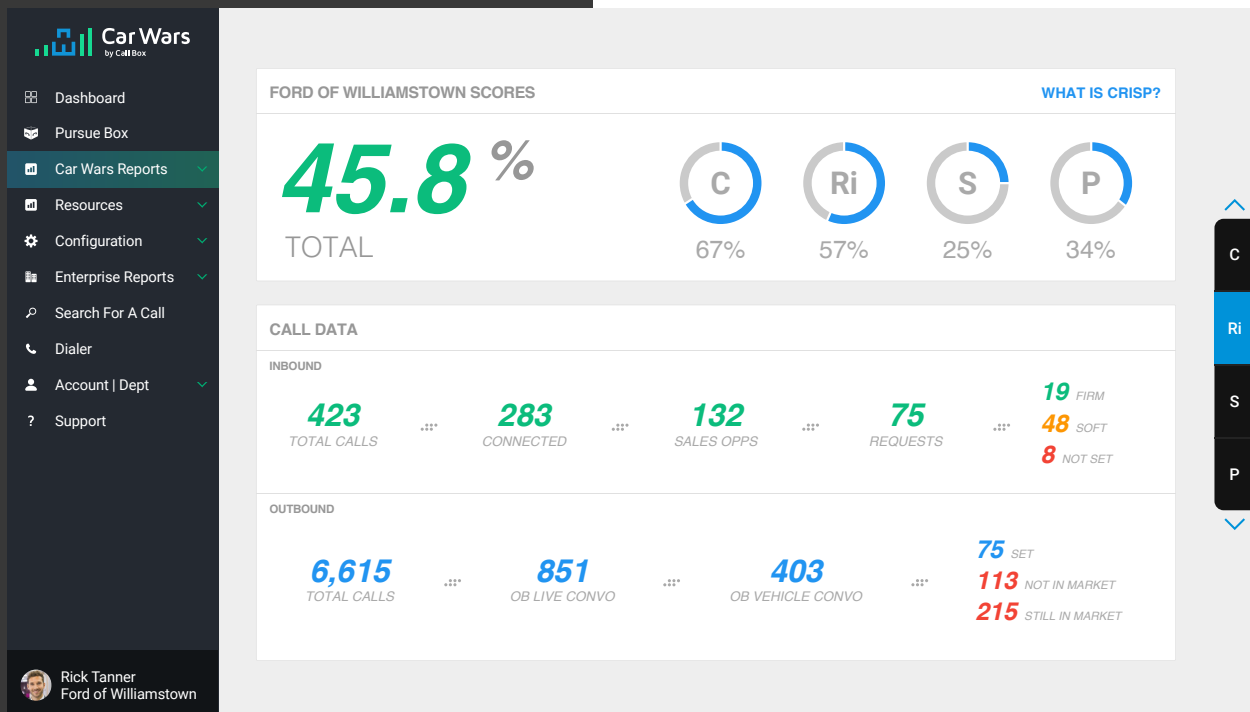 Car Wars
by Call Box
Dashboard
Pursue Box
Car Wars Reports
Resources
Configuration
Enterprise Reports
Search For A Call
Dialer
Account | Dept
? Support
Rick Tanner
Ford of Williamstown
FORD OF WILLIAMSTOWN SCORES
WHAT IS CRISP?
45.8 %
TOTAL
C
Ri
S
P
67%
57%
25%
34%
CALL DATA
INBOUND
423
TOTAL CALLS
283
CONNECTED
132
SALES OPPS
75
REQUESTS
19 FIRM
48 SOFT
8 NOT SET
OUTBOUND
6,615
TOTAL CALLS
851
OB LIVE CONVO
403
OB VEHICLE CONVO
75 SET
113 NOT IN MARKET
215 STILL IN MARKET
C
Ri
S
P